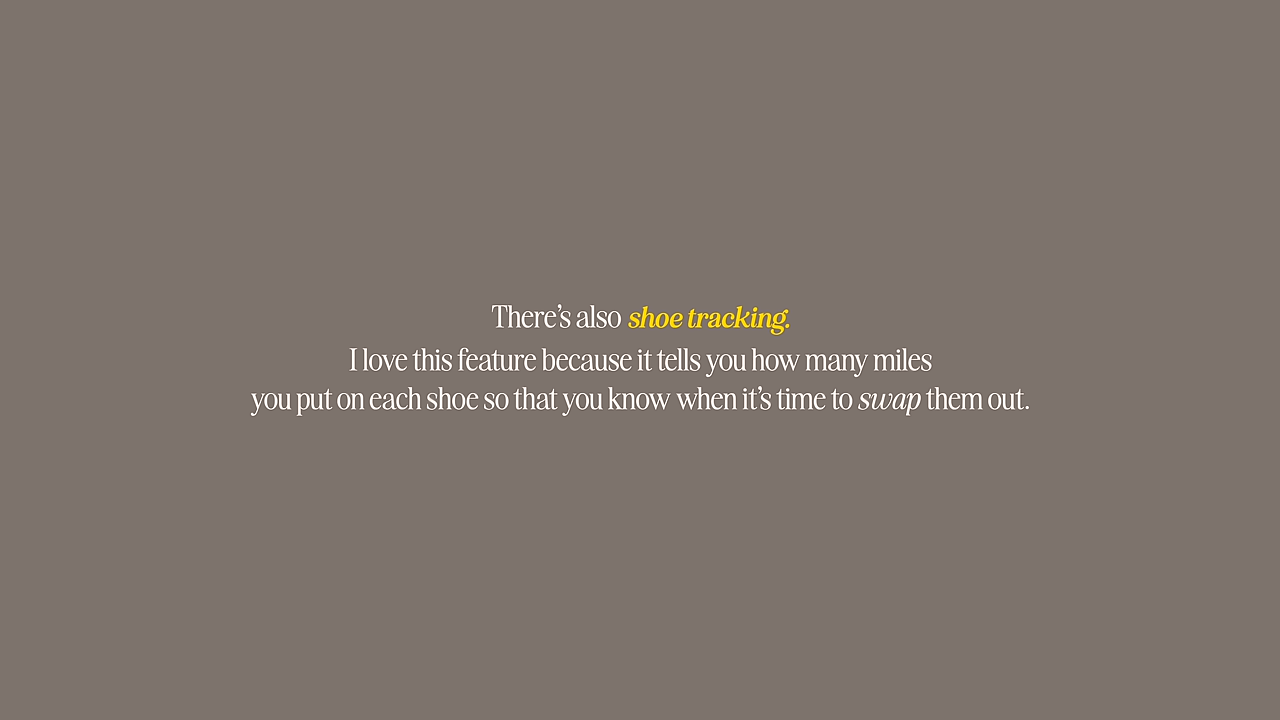 There’s also shoe tracking.
I love this feature because it tells you how many miles
you put on each shoe so that you know when it’s time to swap them out.